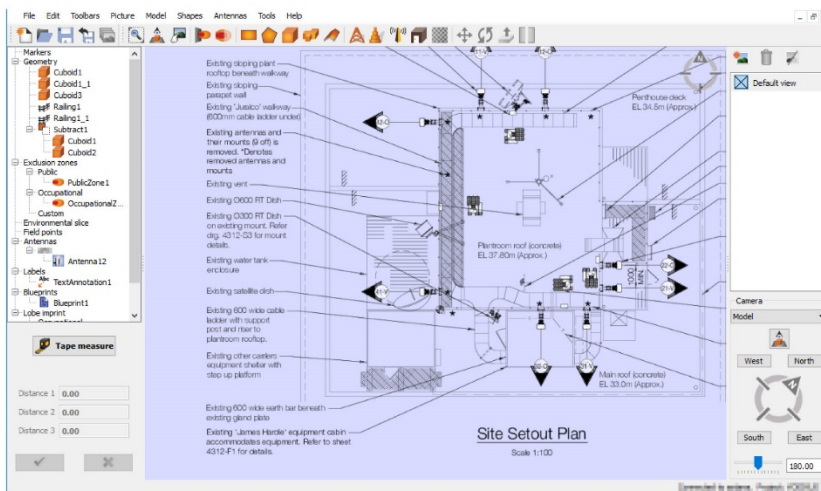 File Edit Toolbars Picture Model Shapes Antennas Tools Help
Markers
Geometry
Cuboid1
Cuboid1_1
Cuboid3
Railing1
Railing1_1
Subtract1
Cuboid1
Cuboid2
Exclusion zones
Public
PublicZone1
Occupational
OccupationalZ...
Custom
Environmental slice
Field points
Antennas
Antenna12
Labels
TextAnnotation1
Blueprints
Blueprint1
Lobe imprint
Tape measure
Distance 1 0.00
Distance 2 0.00
Distance 3 0.00
Existing sloping plant
rooftop beneath walkway
Existing sloping
parapet wall
Existing 'Jusalco' walkway
(600mm cable ladder under)
Existing antennas and
their mounts (9 off) is
removed. *Denotes
removed antennas and
mounts
Existing vent
Existing O600 RT Dish
Existing O300 RT Dish
on existing mount. Refer
drg. 4312-S3 for mount
details.
Existing water tank
enclosure
Existing satellite dish
Existing 600 wide cable
ladder with support
post and riser to
plantroom rooftop.
Existing other carriers
equipment shelter with
step up platform
Existing 600 wide earth bar beneath
existing gland plate
Existing 'James Hardie' equipment cabin
accommodates equipment. Refer to sheet
4312-F1 for details.
Penthouse deck
EL 34.5m (Approx.)
Plantroom roof (concrete)
EL 37.80m (Approx.)
MIN.
Main roof (concrete)
EL 33.0m (Approx.)
Site Setout Plan
Scale 1:100
Default view
Camera
Model
West North
South East
180.00